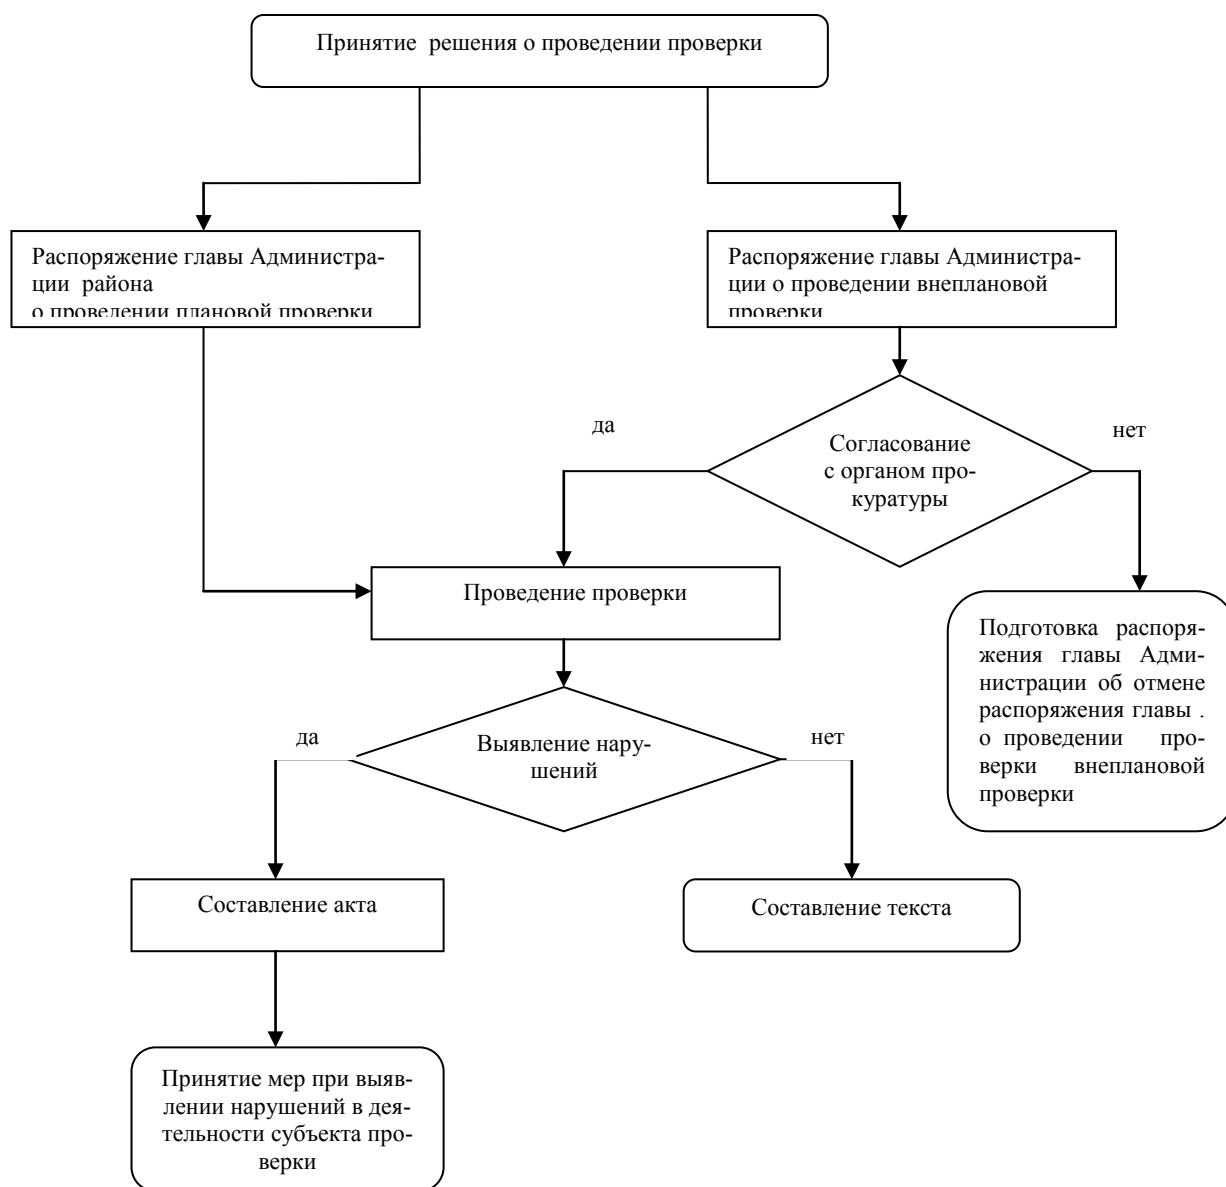 Принятие решения о проведении проверки
Распоряжение главы Администра-
ции района
о проведении плановой проверки
Распоряжение главы Администра-
ции о проведении внеплановой
проверки
да
нет
Согласование
с органом про-
куратуры
Проведение проверки
Подготовка распоря-
жения главы Адми-
нистрации об отмене
распоряжения главы .
о проведении про-
верки внеплановой
проверки
да
нет
Выявление нару-
шений
Составление акта
Составление текста
Принятие мер при выяв-
лении нарушений в дея-
тельности субъекта про-
верки